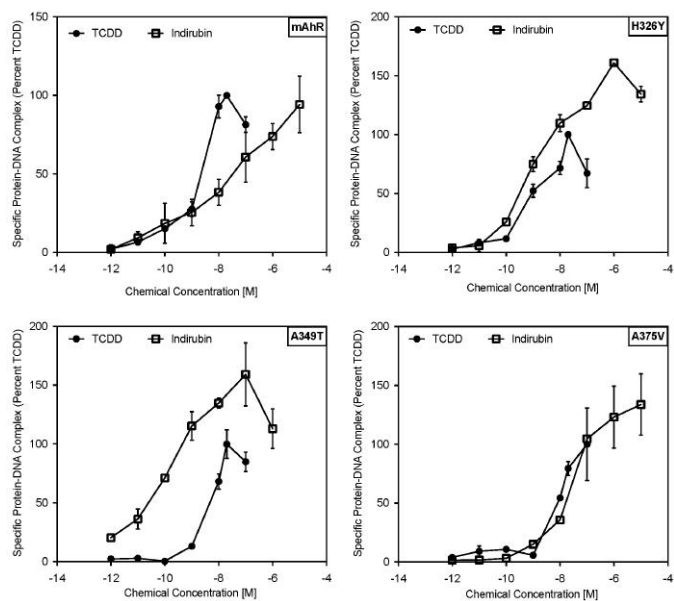 mAhR
TCDD Indirubin
Specific Protein-DNA Complex (Percent TCDD)
150
100
50
0
-14 -12 -10 -8 -6 -4
Chemical Concentration [M]
H326Y
TCDD Indirubin
Specific Protein-DNA Complex (Percent TCDD)
200
150
100
50
0
-14 -12 -10 -8 -6 -4
Chemical Concentration [M]
A349T
TCDD Indirubin
Specific Protein-DNA Complex (Percent TCDD)
200
150
100
50
0
-14 -12 -10 -8 -6 -4
Chemical Concentration [M]
A375V
TCDD Indirubin
Specific Protein-DNA Complex (Percent TCDD)
200
150
100
50
0
-14 -12 -10 -8 -6 -4
Chemical Concentration [M]